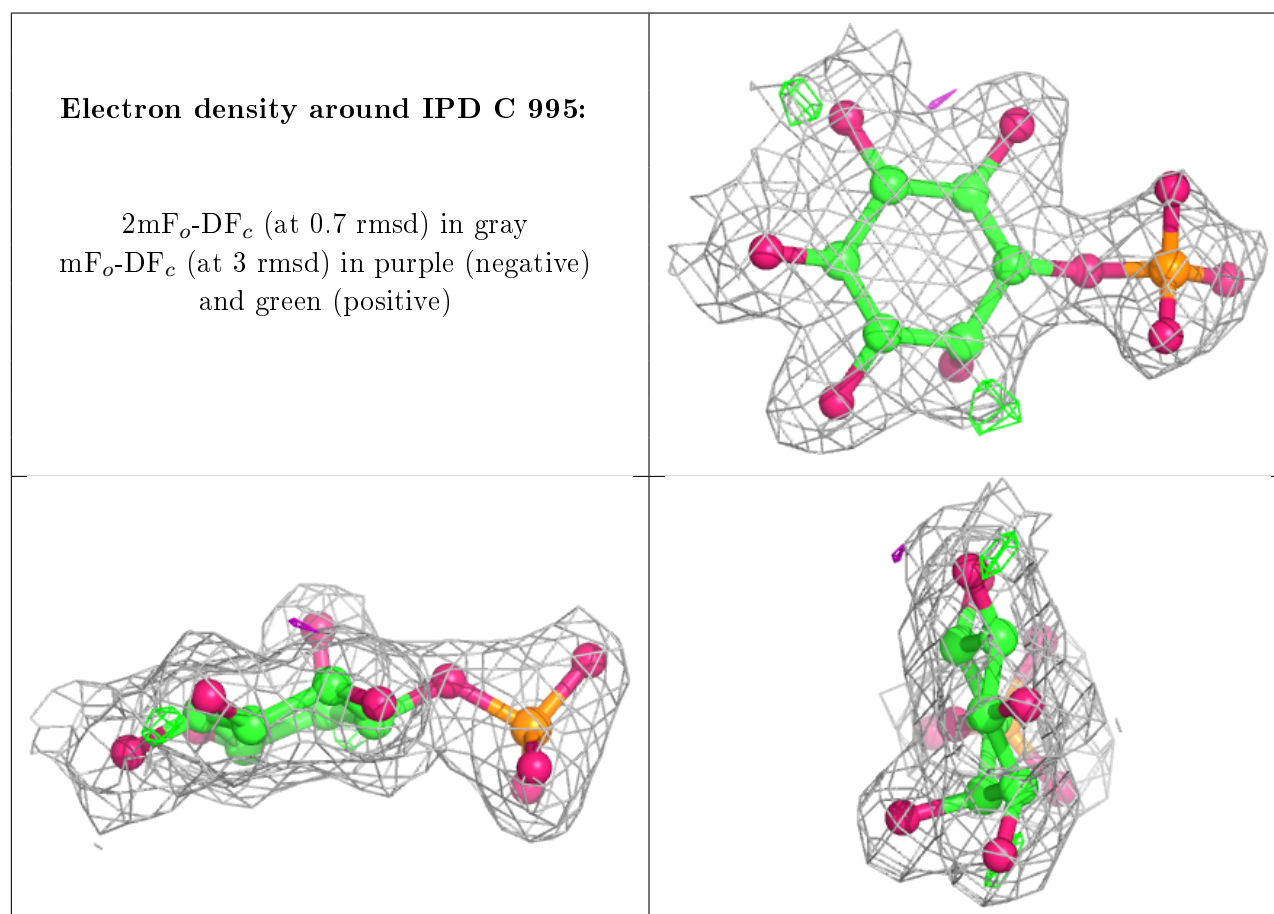 Electron density around IPD C 995:
2mFo-DFc (at 0.7 rmsd) in gray
mFo-DFc (at 3 rmsd) in purple (negative)
and green (positive)